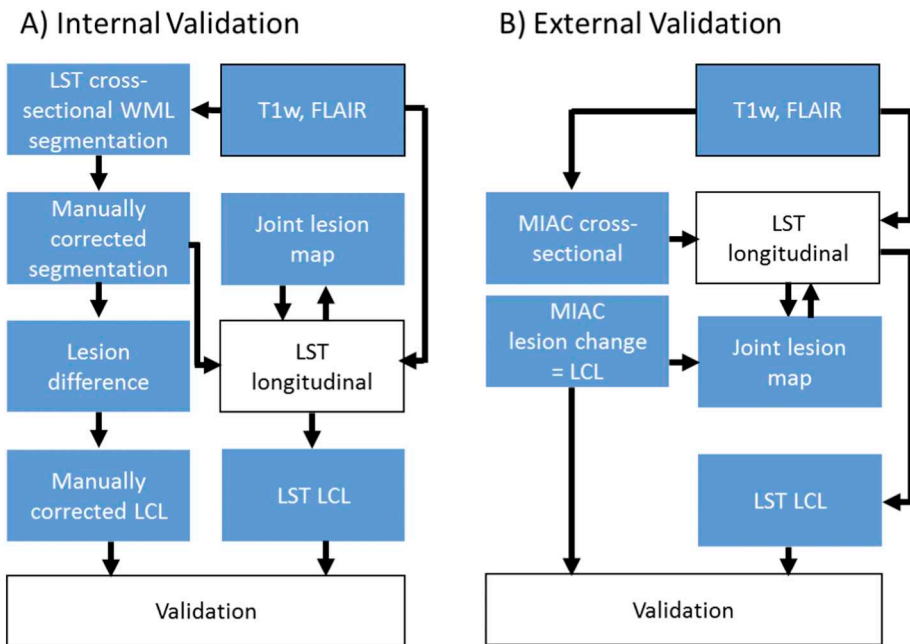 A) Internal Validation
LST cross-
sectional WML
segmentation
T1w, FLAIR
Manually
corrected
segmentation
Joint lesion
map
Lesion
difference
LST
longitudinal
Manually
corrected LCL
LST LCL
Validation
B) External Validation
T1w, FLAIR
MIAC cross-
sectional
LST
longitudinal
MIAC
lesion change
= LCL
Joint lesion
map
LST LCL
Validation